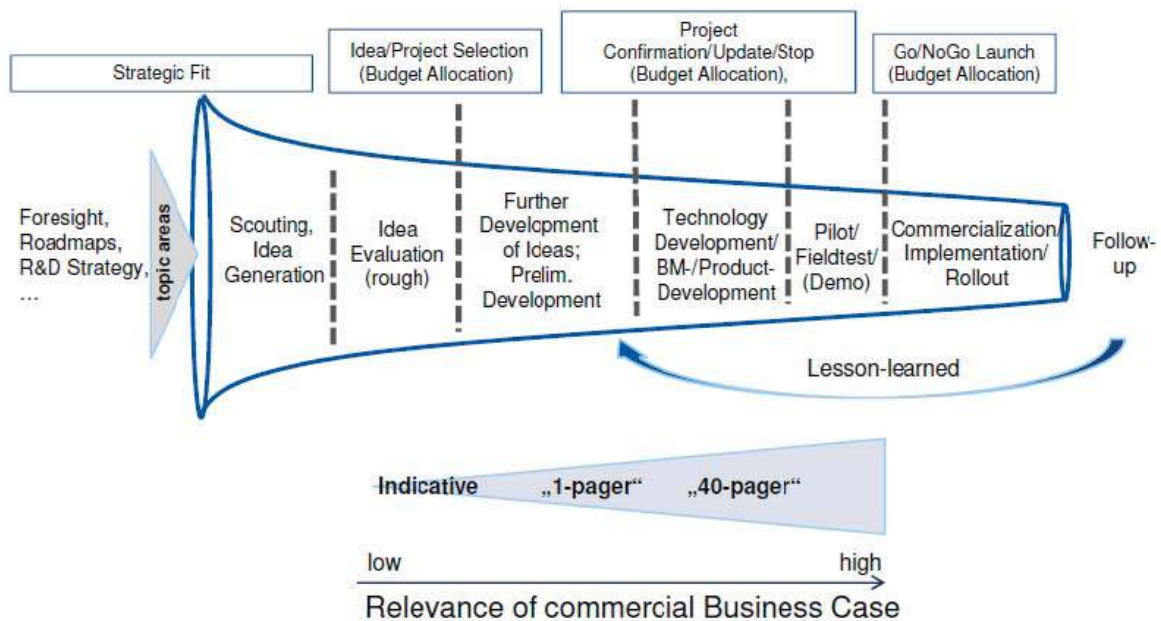 Project
Confirmation/Update/Stop
(Budget Allocation),
Idea/Project Selection
(Budget Allocation)
Go/NoGo Launch
(Budget Allocation)
Strategic Fit
Foresight,
Roadmaps,
R&D Strategy,
…
topic areas
Scouting,
Idea
Generation
Idea
Evaluation
(rough)
Further
Development
of Ideas;
Prelim.
Development
Technology
Development/
BM-/Product-
Development
Pilot/
Fieldtest/
(Demo)
Commercialization/
Implementation/
Rollout
Follow-
up
Lesson-learned
Indicative
„1-pager“
„40-pager“
low
high
Relevance of commercial Business Case